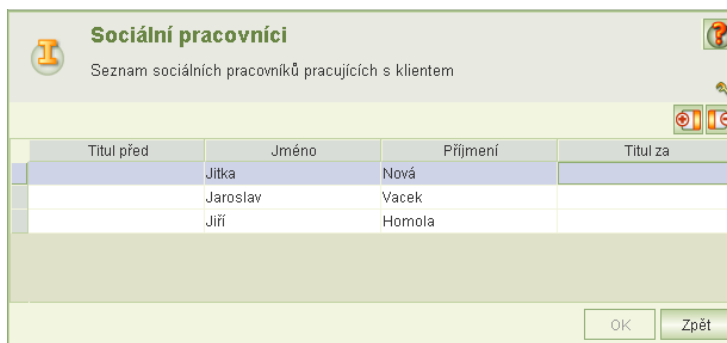 Sociální pracovníci
Seznam sociálních pracovníků pracujících s klientem
Titul před Jméno Příjmení Titul za
Jitka Nová
Jaroslav Vacek
Jiří Homola
OK Zpět